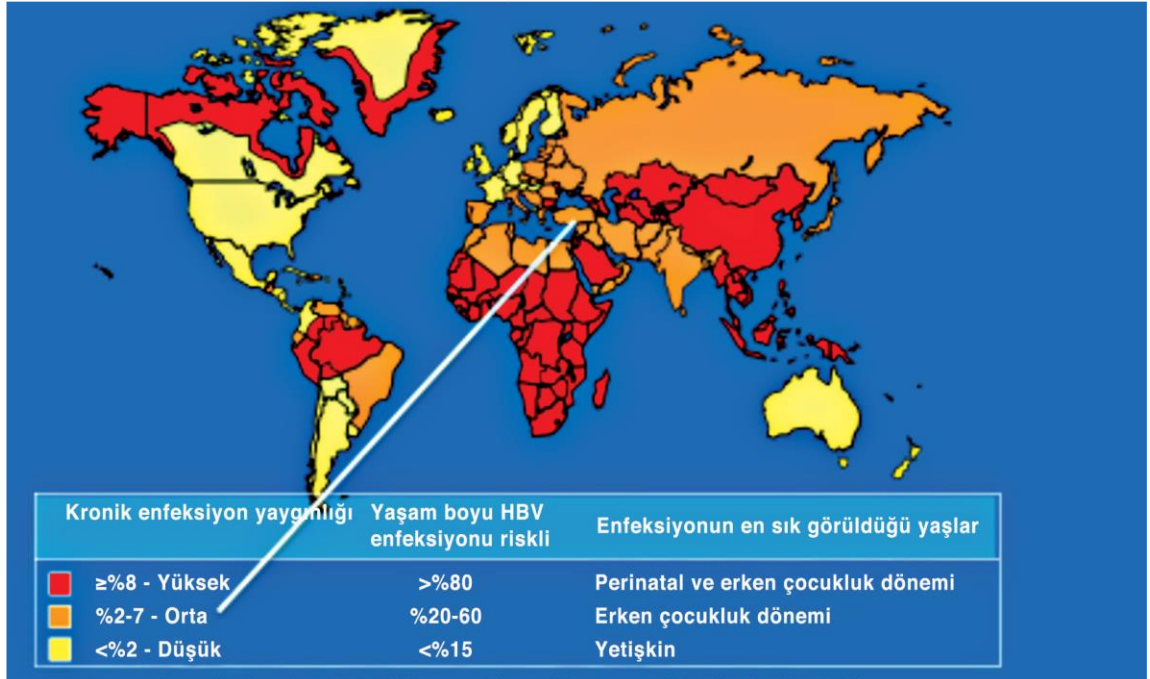 Kronik enfeksiyon yaygınlığı Yaşam boyu HBV enfeksiyonu riskli Enfeksiyonun en sık görüldüğü yaşlar
≥%8 - Yüksek >%80 Perinatal ve erken çocukluk dönemi
%2-7 - Orta %20-60 Erken çocukluk dönemi
<%2 - Düşük <%15 Yetişkin